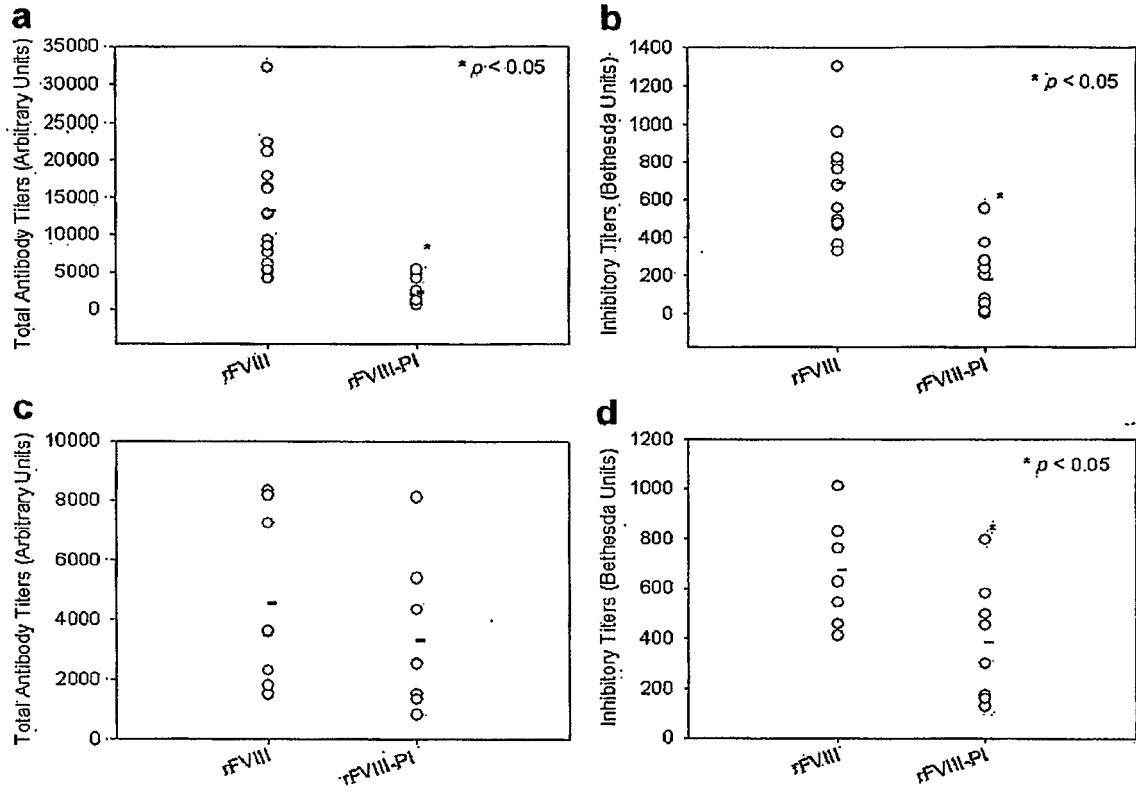 a
Total Antibody Titers (Arbitrary Units)
35000
30000
25000
20000
15000
10000
5000
0
* p < 0.05
*
rFVIII
rFVIII-PI
b
Inhibitory Titers (Bethesda Units)
1400
1200
1000
800
600
400
200
0
* p < 0.05
*
rFVIII
rFVIII-PI
c
Total Antibody Titers (Arbitrary Units)
10000
8000
6000
4000
2000
0
rFVIII
rFVIII-PI
d
Inhibitory Titers (Bethesda Units)
1200
1000
800
600
400
200
0
* p < 0.05
*
rFVIII
rFVIII-PI